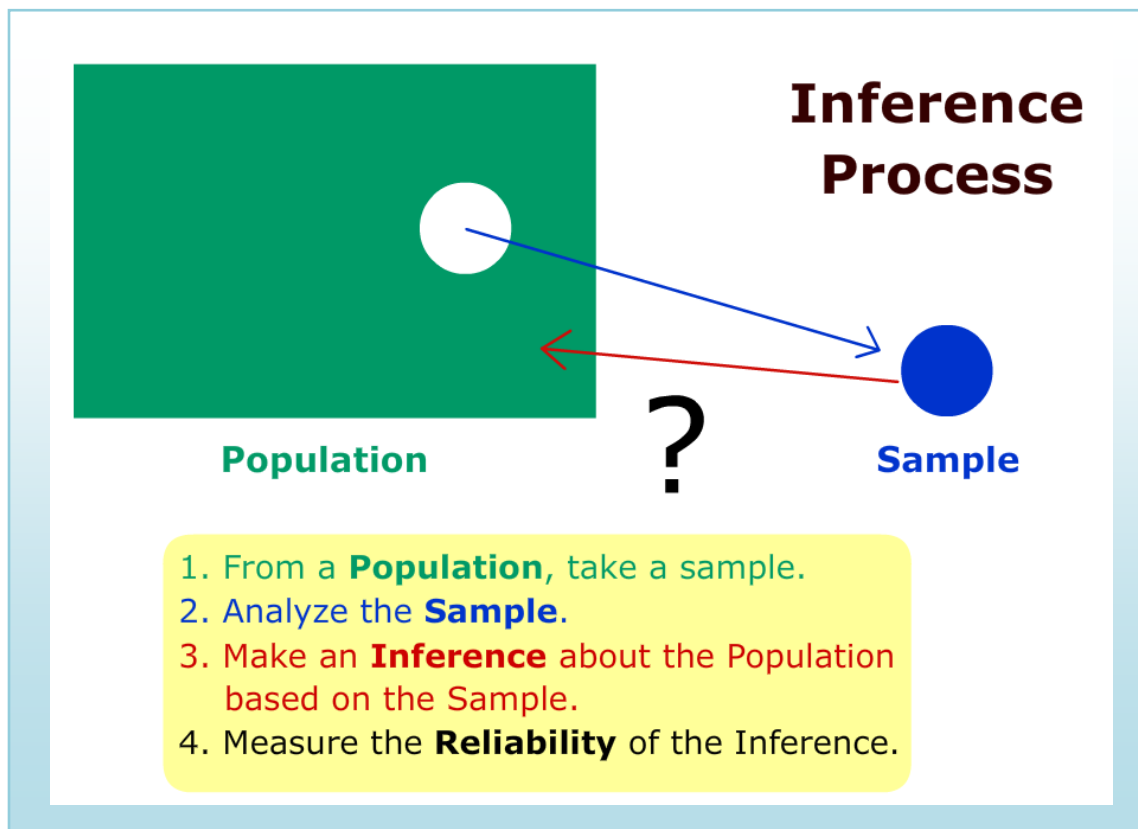 Inference
Process
?
Population
Sample
1. From a Population, take a sample.
2. Analyze the Sample.
3. Make an Inference about the Population
based on the Sample.
4. Measure the Reliability of the Inference.